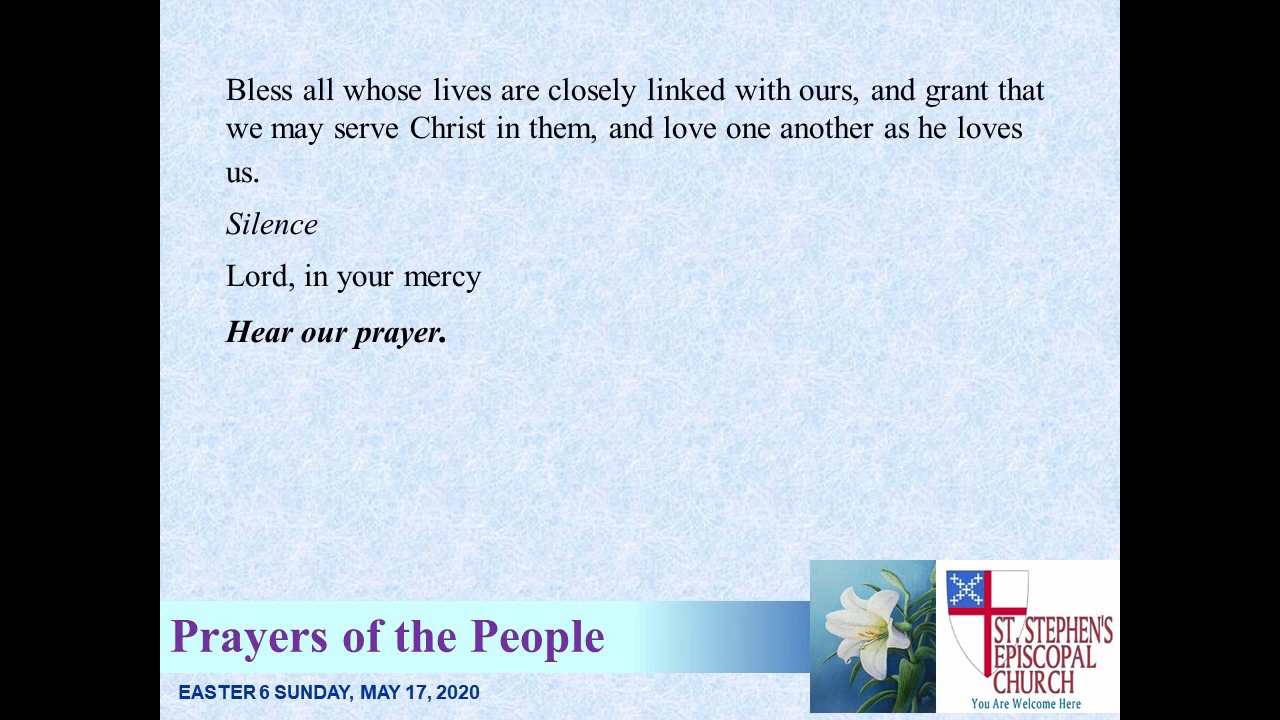 Bless all whose lives are closely linked with ours, and grant that
we may serve Christ in them, and love one another as he loves
us.
Silence
Lord, in your mercy
Hear our prayer.
Prayers of the People
EASTER 6 SUNDAY, MAY 17, 2020
ST. STEPHEN'S
EPISCOPAL
CHURCH
You Are Welcome Here